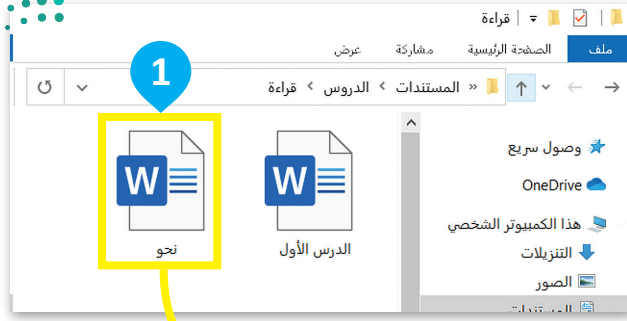 قراءة
ملف الصفحة الرئيسية مشاركة عرض
« المستندات › الدروس › قراءة
1
وصول سريع
OneDrive
هذا الكمبيوتر الشخصي
التنزيلات
الصور
المستندات
W
الدرس الأول
W
نحو